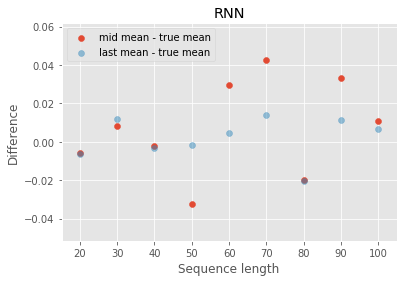 RNN
mid mean - true mean
last mean - true mean
0.06
0.04
0.02
0.00
−0.02
−0.04
Difference
20 30 40 50 60 70 80 90 100
Sequence length